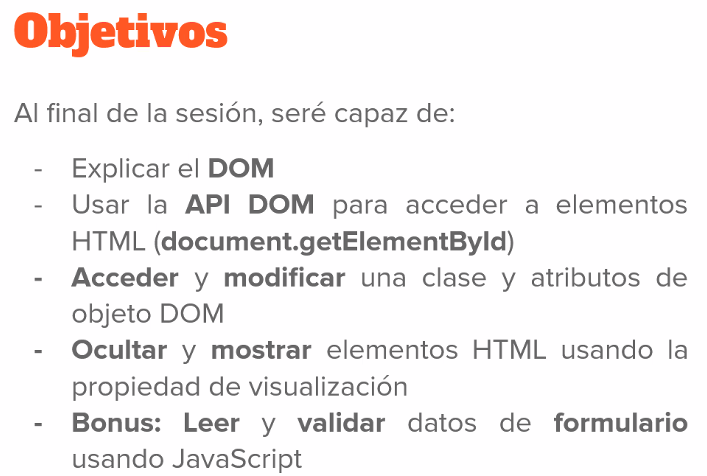 Objetivos
Al final de la sesión, seré capaz de:
- Explicar el DOM
- Usar la API DOM para acceder a elementos
HTML (document.getElementById)
- Acceder y modificar una clase y atributos de
objeto DOM
- Ocultar y mostrar elementos HTML usando la
propiedad de visualización
- Bonus: Leer y validar datos de formulario
usando JavaScript